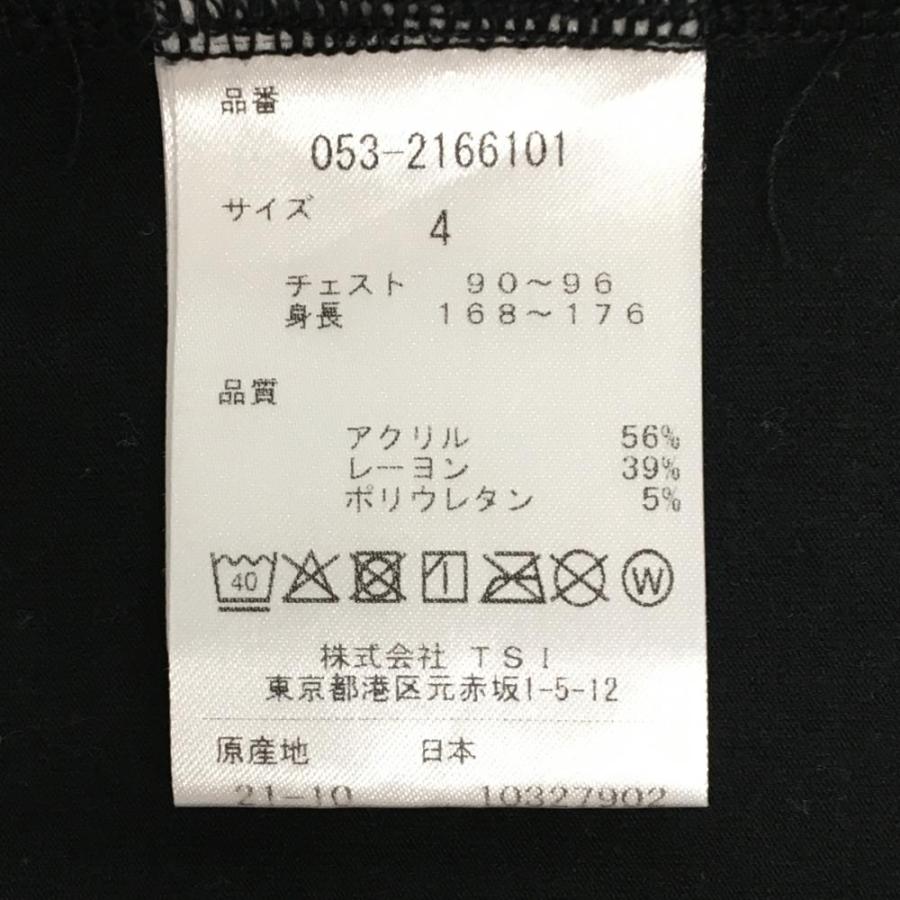 品番
053-2166101
サイズ
4
チェスト 90～96
身長 168～176
品質
アクリル 56%
レーヨン 39%
ポリウレタン 5%
40 W
株式会社 TSI
東京都港区元赤坂1-5-12
原産地 日本
21-10 10327902